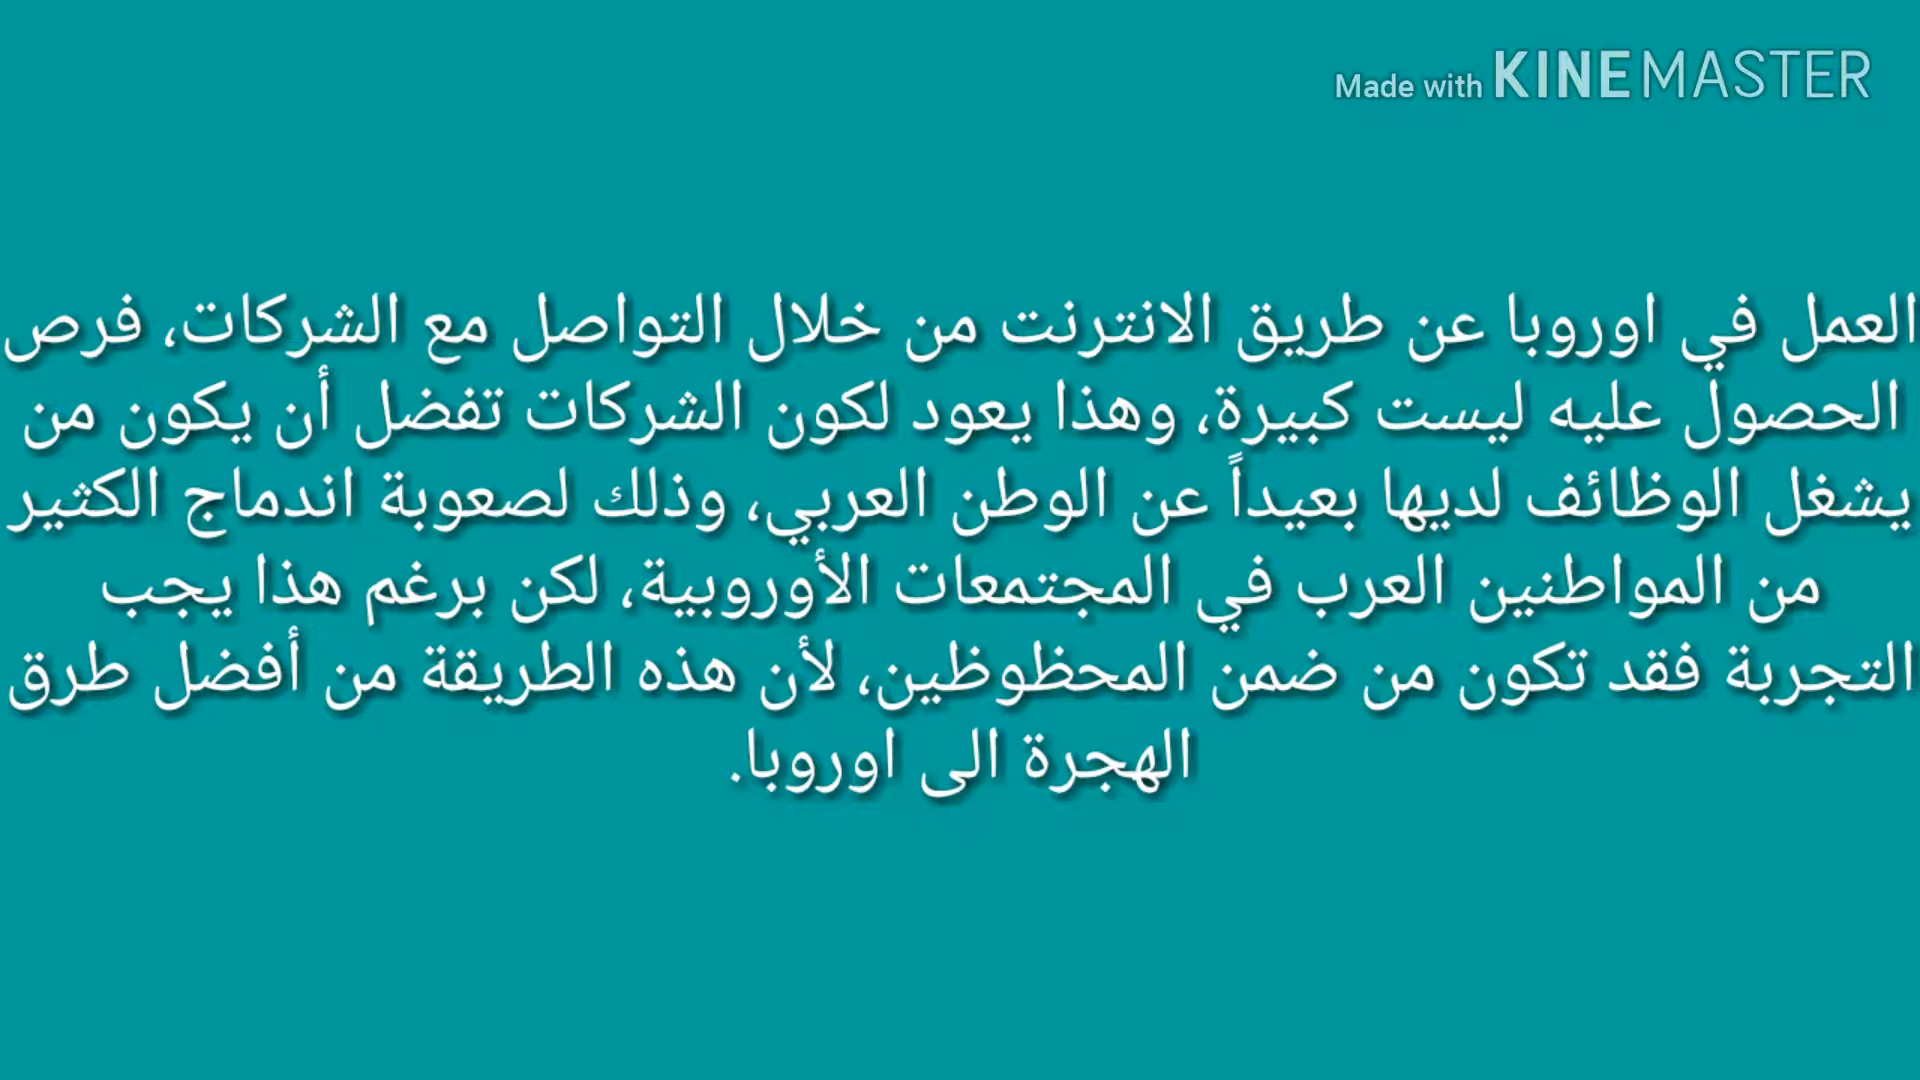 Made with KINEMASTER
العمل في اوروبا عن طريق الانترنت من خلال التواصل مع الشركات، فرص
الحصول عليه ليست كبيرة، وهذا يعود لكون الشركات تفضل أن يكون من
يشغل الوظائف لديها بعيداً عن الوطن العربي، وذلك لصعوبة اندماج الكثير
من المواطنين العرب في المجتمعات الأوروبية، لكن برغم هذا يجب
التجربة فقد تكون من ضمن المحظوظين، لأن هذه الطريقة من أفضل طرق
الهجرة الى اوروبا.